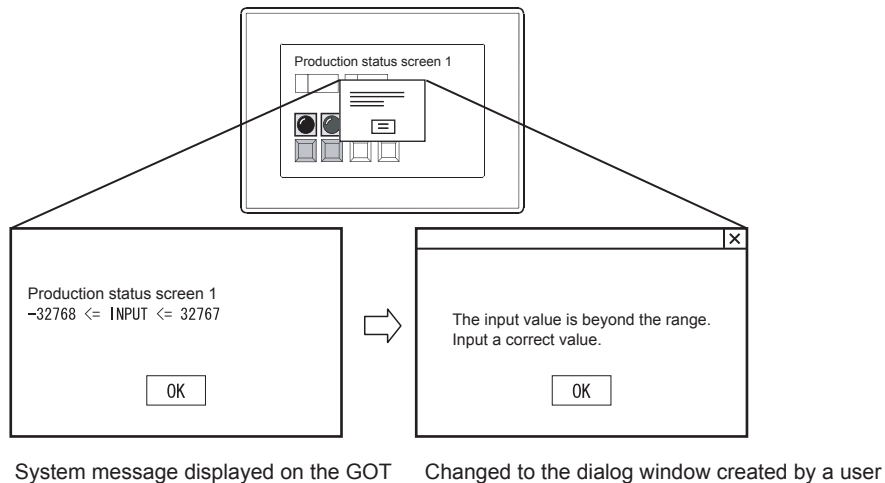 Production status screen 1
Production status screen 1
-32768 <= INPUT <= 32767
OK
The input value is beyond the range.
Input a correct value.
OK
System message displayed on the GOT
Changed to the dialog window created by a user